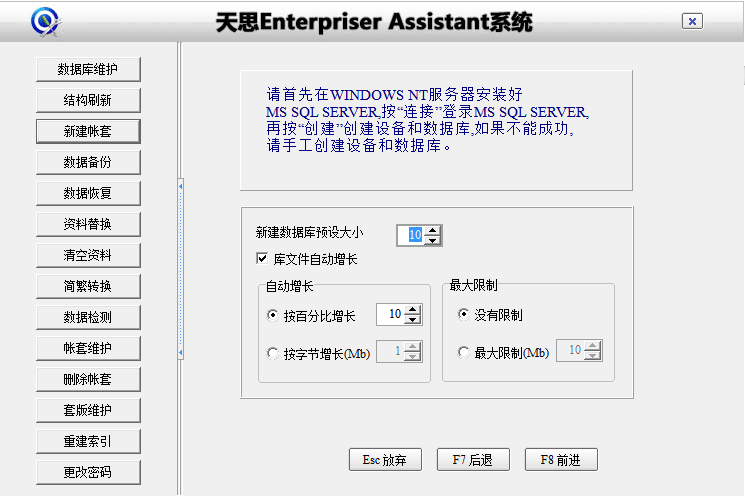 天思Enterpriser Assistant系统
数据库维护
结构刷新
新建帐套
数据备份
数据恢复
资料替换
清空资料
简繁转换
数据检测
帐套维护
删除帐套
套版维护
重建索引
更改密码
请首先在WINDOWS NT服务器安装好
MS SQL SERVER,按“连接”登录MS SQL SERVER,
再按“创建”创建设备和数据库,如果不能成功,
请手工创建设备和数据库。
新建数据库预设大小 10
库文件自动增长
自动增长
按百分比增长 10
按字节增长(Mb) 1
最大限制
没有限制
最大限制(Mb) 10
Esc 放弃 F7 后退 F8 前进